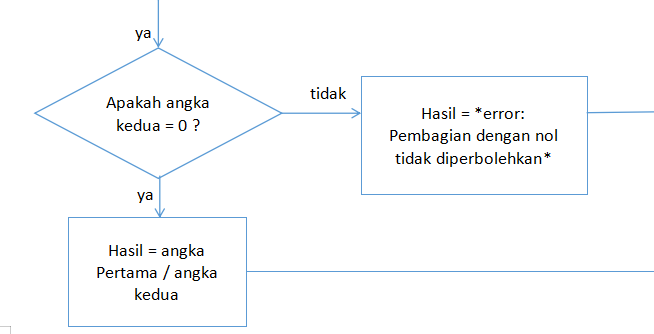 ya
Apakah angka
kedua = 0 ?
tidak
Hasil = *error:
Pembagian dengan nol
tidak diperbolehkan*
ya
Hasil = angka
Pertama / angka
kedua